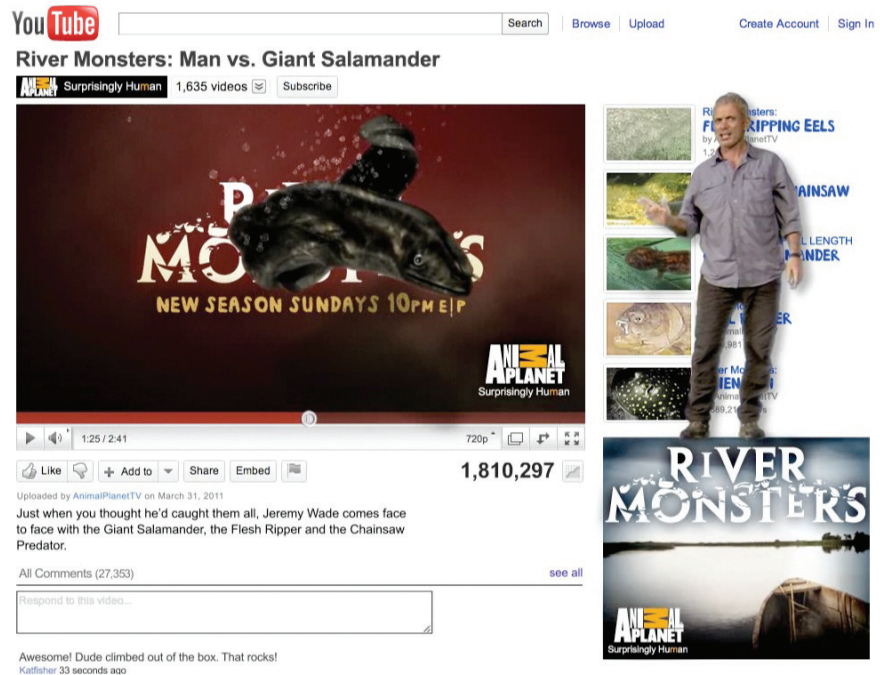 YouTube
Search
Browse
Upload
Create Account
Sign In
River Monsters: Man vs. Giant Salamander
ANIMAL PLANET Surprisingly Human
1,635 videos
Subscribe
MONSTERS
NEW SEASON SUNDAYS 10PM E|P
ANIMAL
PLANET
Surprisingly Human
1:25 / 2:41
720p
Like
Add to
Share
Embed
1,810,297
Uploaded by AnimalPlanetTV on March 31, 2011
Just when you thought he'd caught them all, Jeremy Wade comes face
to face with the Giant Salamander, the Flesh Ripper and the Chainsaw
Predator.
All Comments (27,353)
see all
Respond to this video...
Awesome! Dude climbed out of the box. That rocks!
Katfisher 33 seconds ago
EELS
by
LENGTH
RIVER
MONSTERS
ANIMAL
PLANET
Surprisingly Human